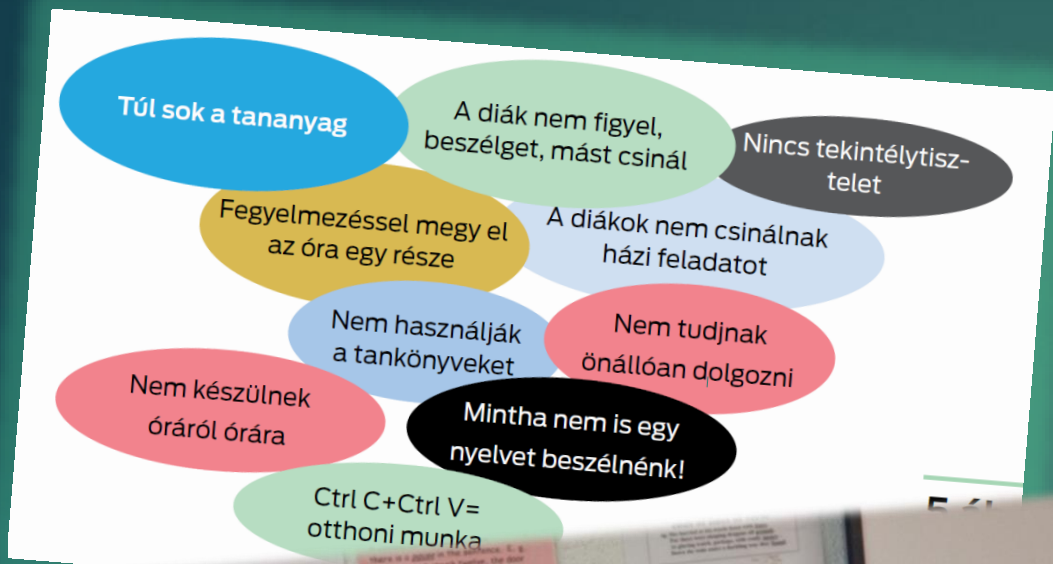 Túl sok a tananyag
A diák nem figyel,
beszélget, mást csinál
Nincs tekintélytisz-
telet
Fegyelmezéssel megy el
az óra egy része
A diákok nem csinálnak
házi feladatot
Nem használják
a tankönyveket
Nem tudjnak
önállóan dolgozni
Nem készülnek
óráról órára
Mintha nem is egy
nyelvet beszélnénk!
Ctrl C+Ctrl V=
otthoni munka